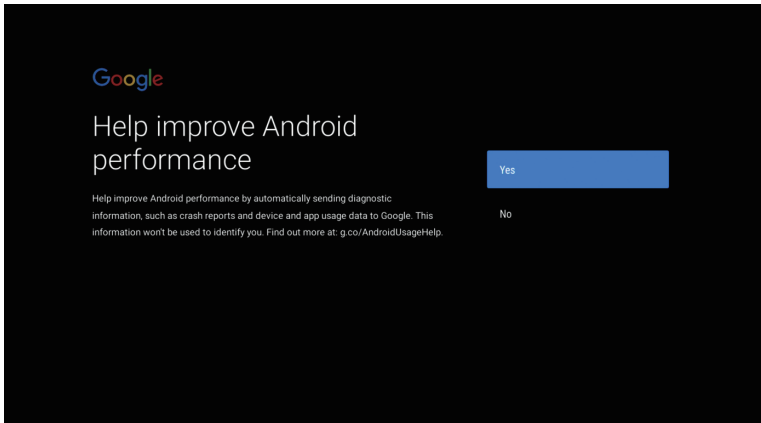 Google
Help improve Android
performance
Help improve Android performance by automatically sending diagnostic
information, such as crash reports and device and app usage data to Google. This
information won't be used to identify you. Find out more at: g.co/AndroidUsageHelp.
Yes
No